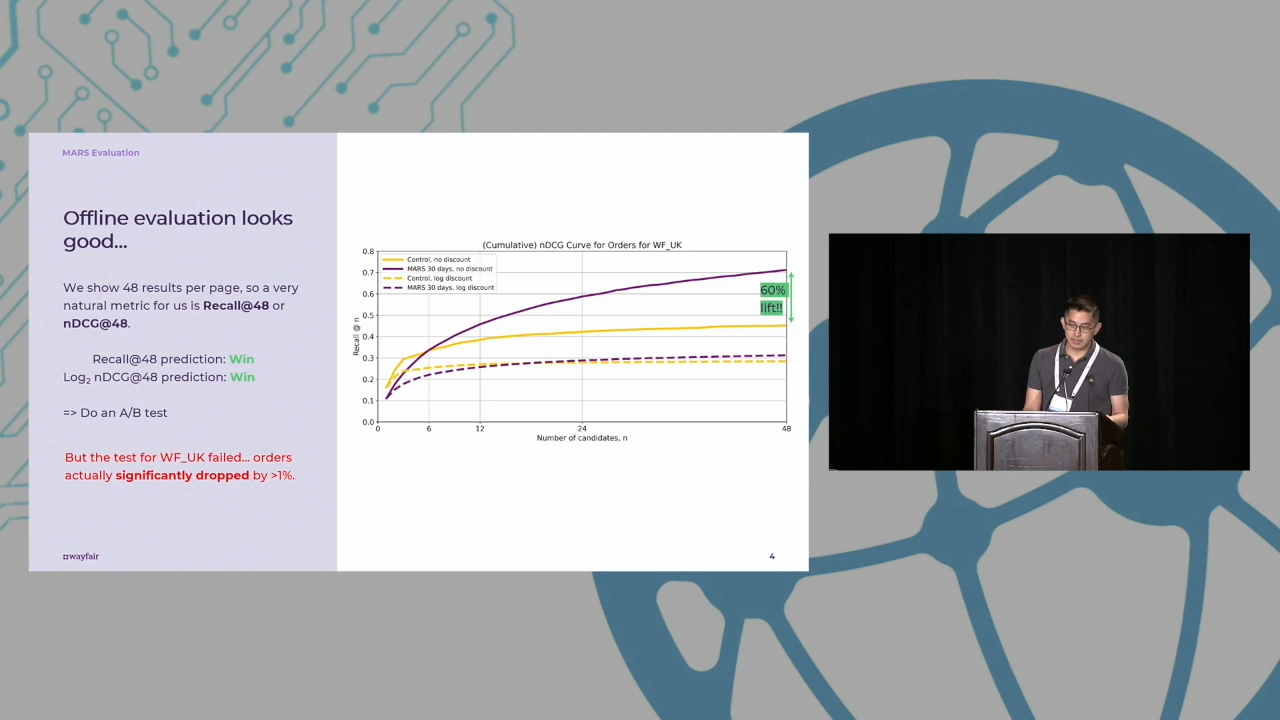 MARS Evaluation
Offline evaluation looks
good...
We show 48 results per page, so a very
natural metric for us is Recall@48 or
nDCG@48.
Recall@48 prediction: Win
Log₂ nDCG@48 prediction: Win
=> Do an A/B test
But the test for WF_UK failed... orders
actually significantly dropped by >1%.
wayfair
(Cumulative) nDCG Curve for Orders for WF_UK
Control, no discount
MARS 30 days, no discount
Control, log discount
MARS 30 days, log discount
60%
lift!!
Recall @ n
0.8
0.7
0.6
0.5
0.4
0.3
0.2
0.1
0.0
0 6 12 24 48
Number of candidates, n
4